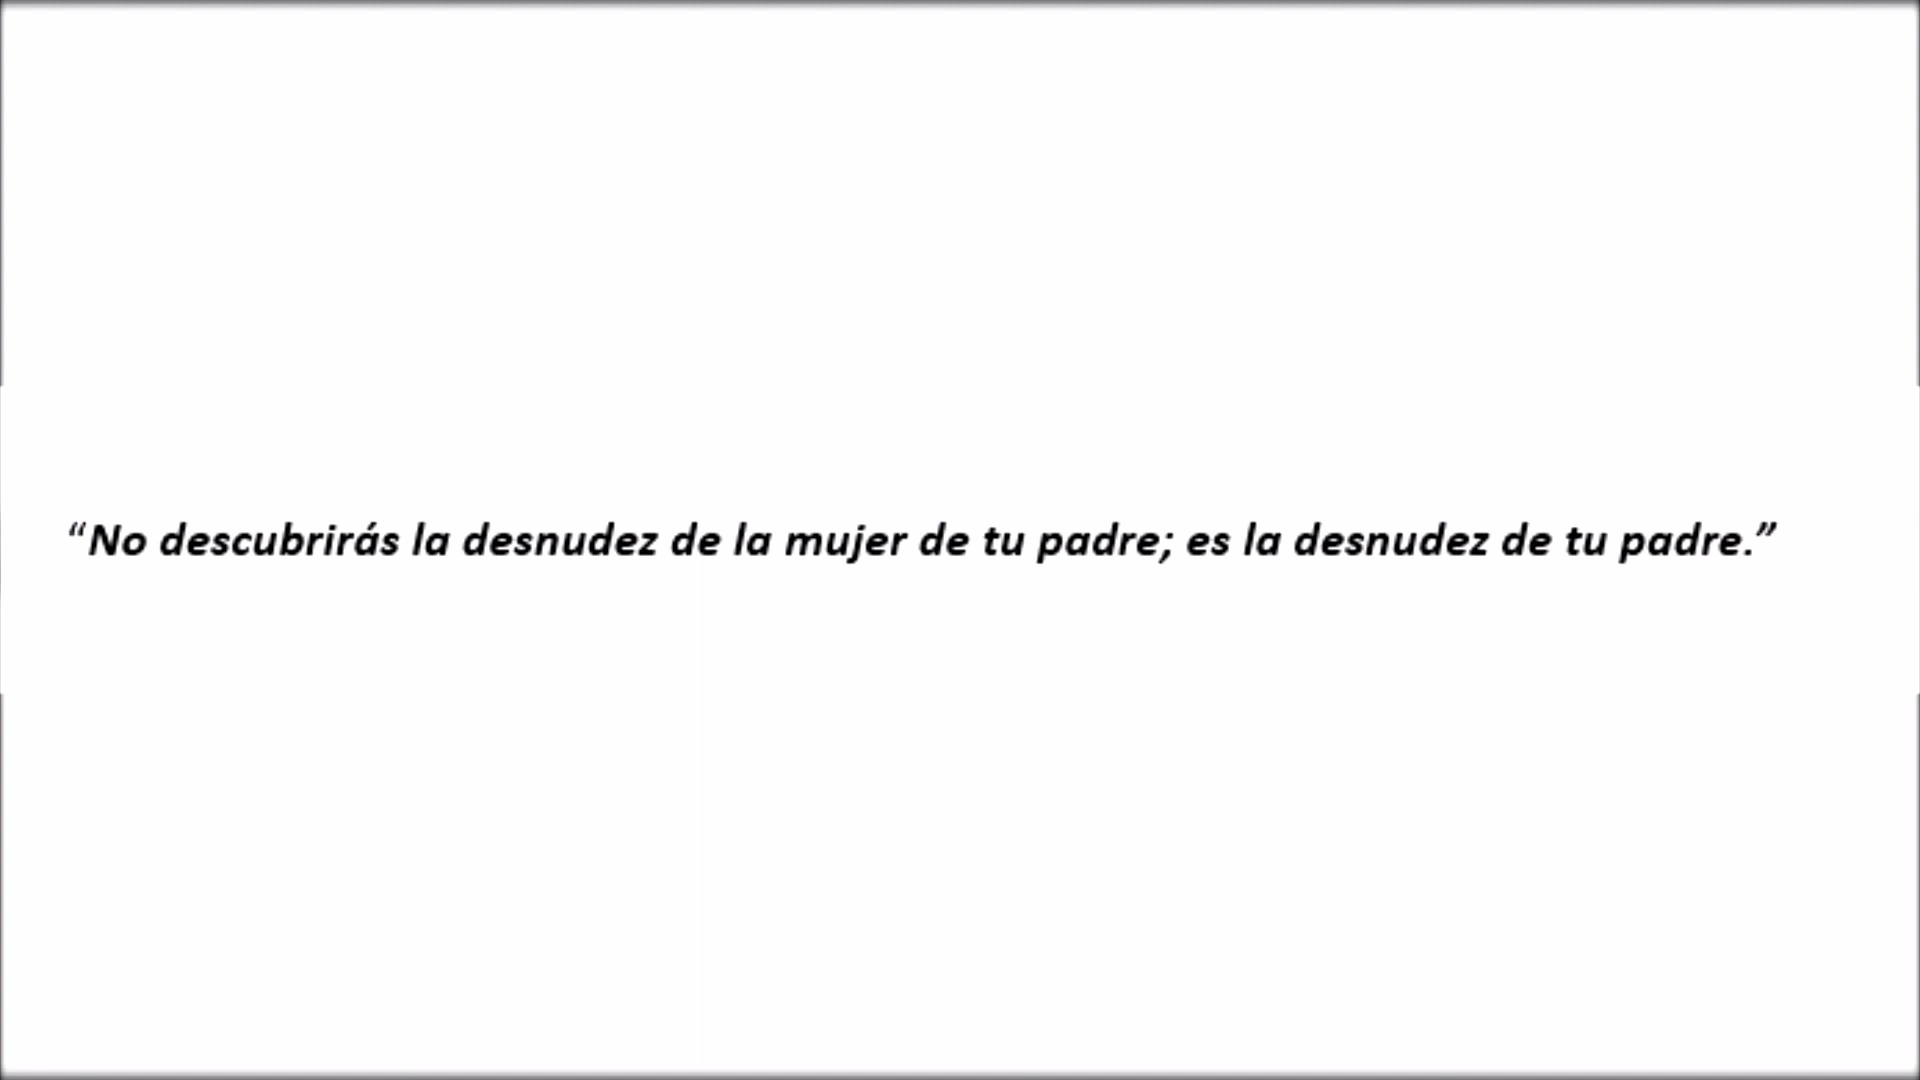 “No descubrirás la desnudez de la mujer de tu padre; es la desnudez de tu padre.”